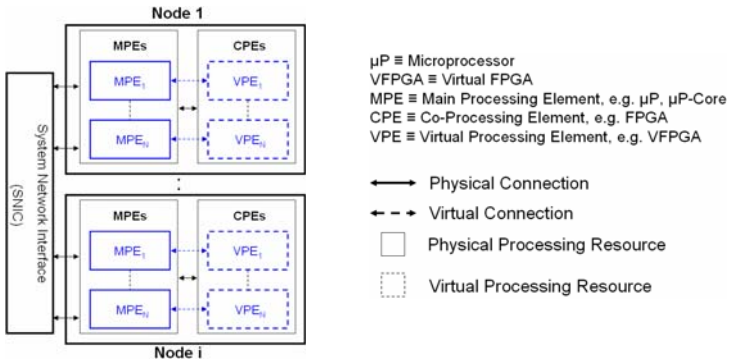 Node 1
MPEs
CPEs
MPE1
VPE1
MPEN
VPEN
System Network Interface
(SNIC)
:
MPEs
CPEs
MPE1
VPE1
MPEN
VPEN
Node i
µP ≡ Microprocessor
VFPGA ≡ Virtual FPGA
MPE ≡ Main Processing Element, e.g. µP, µP-Core
CPE ≡ Co-Processing Element, e.g. FPGA
VPE ≡ Virtual Processing Element, e.g. VFPGA
Physical Connection
Virtual Connection
Physical Processing Resource
Virtual Processing Resource